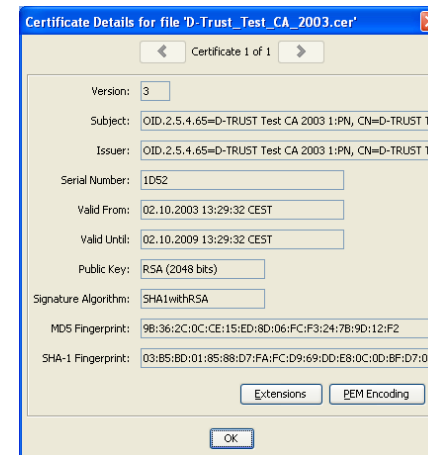 Certificate Details for file 'D-Trust_Test_CA_2003.cer'
Certificate 1 of 1
Version: 3
Subject: OID.2.5.4.65=D-TRUST Test CA 2003 1:PN, CN=D-TRUST T
Issuer: OID.2.5.4.65=D-TRUST Test CA 2003 1:PN, CN=D-TRUST T
Serial Number: 1D52
Valid From: 02.10.2003 13:29:32 CEST
Valid Until: 02.10.2009 13:29:32 CEST
Public Key: RSA (2048 bits)
Signature Algorithm: SHA1withRSA
MD5 Fingerprint: 9B:36:2C:0C:CE:15:ED:8D:06:FC:F3:24:7B:9D:12:F2
SHA-1 Fingerprint: 03:B5:BD:01:85:88:D7:FA:FC:D9:69:DD:E8:0C:0D:BF:D7:0
Extensions PEM Encoding
OK